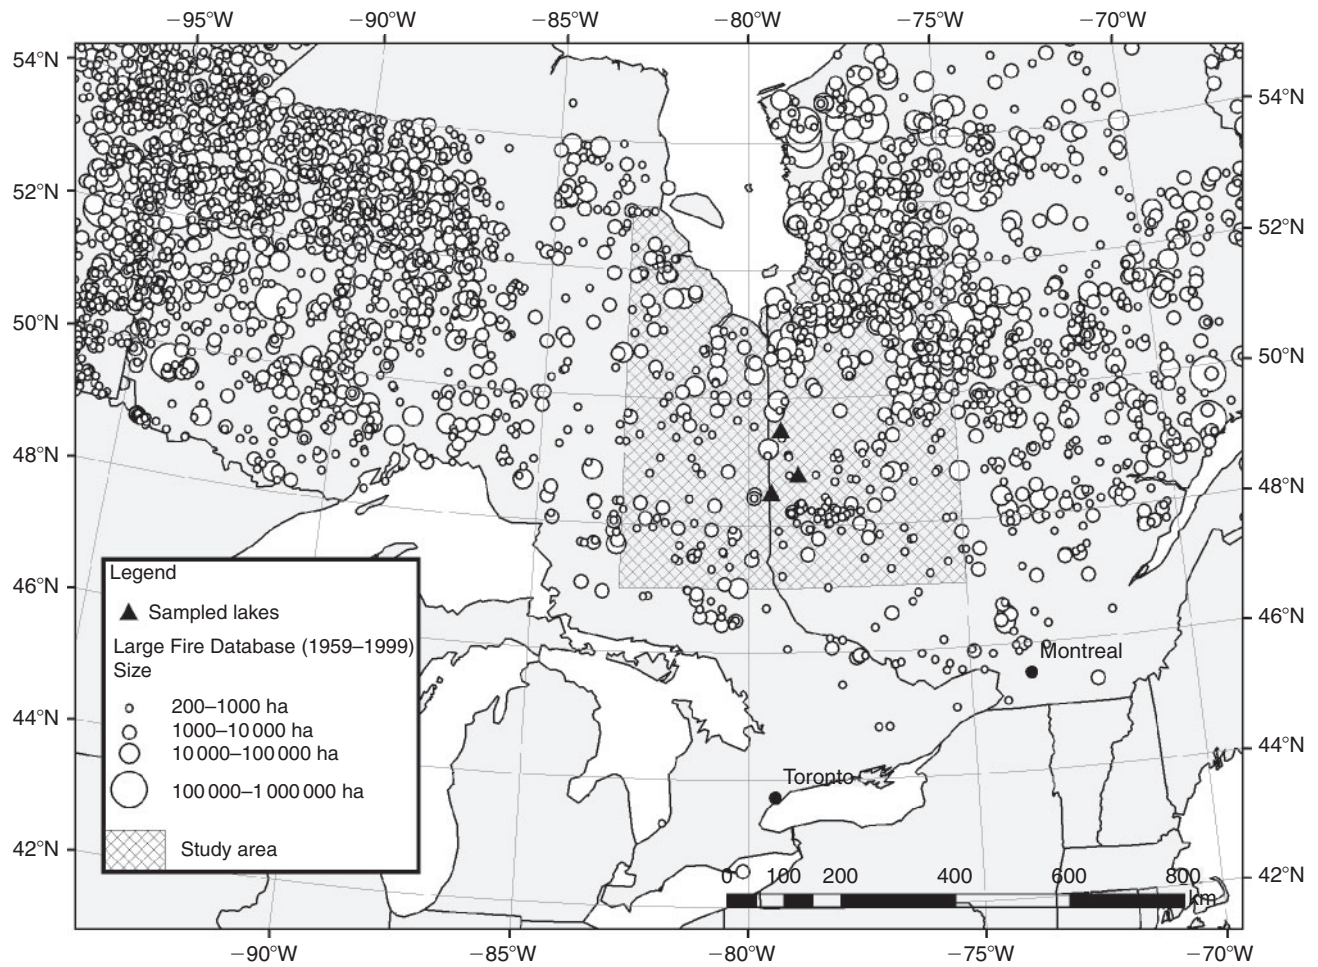 −95°W −90°W −85°W −80°W −75°W −70°W
54°N
54°N
52°N
52°N
50°N
50°N
48°N
48°N
46°N
46°N
44°N
44°N
42°N
42°N
Legend
Sampled lakes
Large Fire Database (1959–1999)
Size
200–1000 ha
1000–10 000 ha
10 000–100 000 ha
100 000–1 000 000 ha
Study area
Montreal
Toronto
0 100 200 400 600 800
km
−90°W −85°W −80°W −75°W −70°W